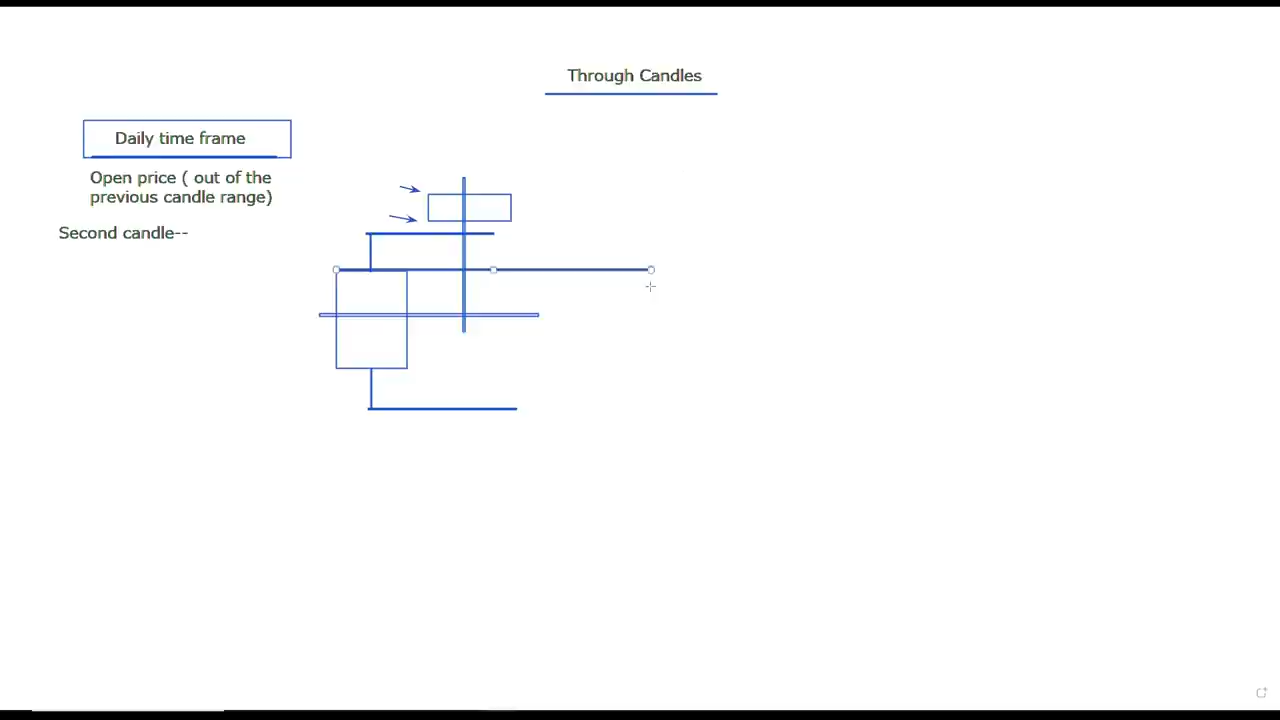 Through Candles
Daily time frame
Open price ( out of the
previous candle range)
Second candle--